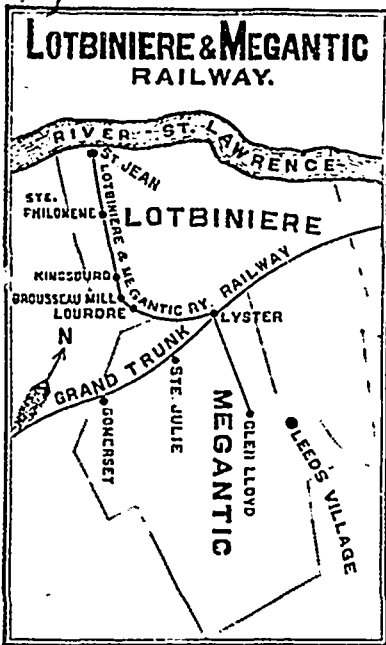 LOTBINIERE & MEGANTIC
RAILWAY.
RIVER ST. LAWRENCE
ST JEAN
STE.
PHILOMENE
LOTBINIERE
LOTBINIERE & MEGANTIC RY.
KINGSBURG
BROUSSEAU MILL
LOURDRE
LYSTER
N
GRAND TRUNK RAILWAY
STE. JULIE
SOMERSET
MEGANTIC
GLEN LLOYD
LEEDS VILLAGE